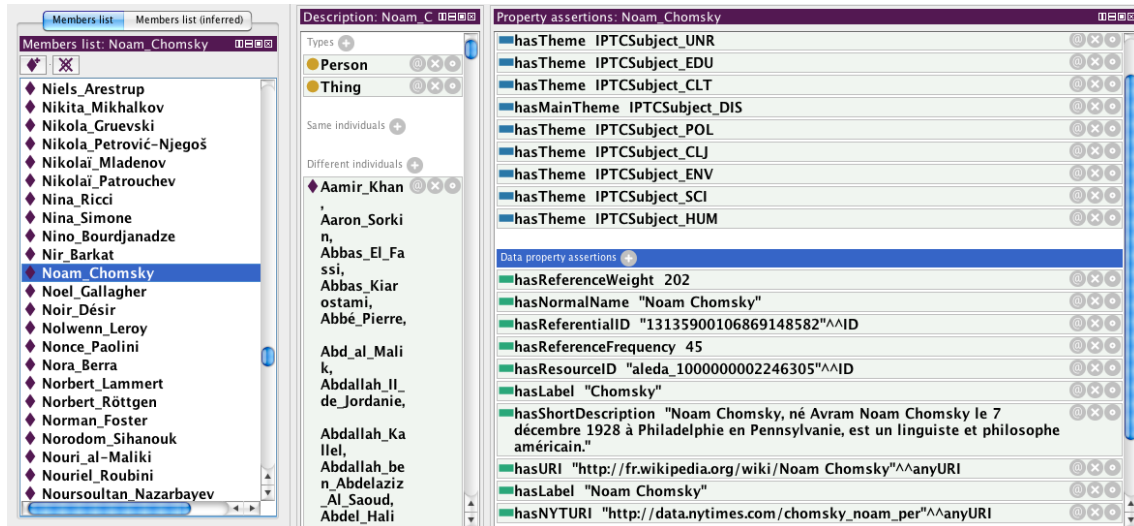 Members list
Members list (inferred)
Members list: Noam_Chomsky
Niels_Arestrup
Nikita_Mikhalkov
Nikola_Gruevski
Nikola_Petrović-Njegoš
Nikolaï_Mladenov
Nikolaï_Patrouchev
Nina_Ricci
Nina_Simone
Nino_Bourdjanadze
Nir_Barkat
Noam_Chomsky
Noel_Gallagher
Noir_Désir
Nolwenn_Leroy
Nonce_Paolini
Nora_Berra
Norbert_Lammert
Norbert_Röttgen
Norman_Foster
Norodom_Sihanouk
Nouri_al-Maliki
Nouriel_Roubini
Noursoultan_Nazarbayev
Description: Noam_C
Types
Person
Thing
Same individuals
Different individuals
Aamir_Khan
,
Aaron_Sorki
n,
Abbas_El_Fa
ssi,
Abbas_Kiar
ostami,
Abbé_Pierre,
Abd_al_Mali
k,
Abdallah_II_
de_Jordanie,
Abdallah_Ka
llel,
Abdallah_be
n_Abdelaziz
_Al_Saoud,
Abdel_Hali
Property assertions: Noam_Chomsky
hasTheme IPTCSubject_UNR
hasTheme IPTCSubject_EDU
hasTheme IPTCSubject_CLT
hasMainTheme IPTCSubject_DIS
hasTheme IPTCSubject_POL
hasTheme IPTCSubject_CLJ
hasTheme IPTCSubject_ENV
hasTheme IPTCSubject_SCI
hasTheme IPTCSubject_HUM
Data property assertions
hasReferenceWeight 202
hasNormalName "Noam Chomsky"
hasReferentialID "13135900106869148582"^^ID
hasReferenceFrequency 45
hasResourceID "aleda_1000000002246305"^^ID
hasLabel "Chomsky"
hasShortDescription "Noam Chomsky, né Avram Noam Chomsky le 7
décembre 1928 à Philadelphie en Pennsylvanie, est un linguiste et philosophe
américain."
hasURI "http://fr.wikipedia.org/wiki/Noam Chomsky"^^anyURI
hasLabel "Noam Chomsky"
hasNYTURI "http://data.nytimes.com/chomsky_noam_per"^^anyURI